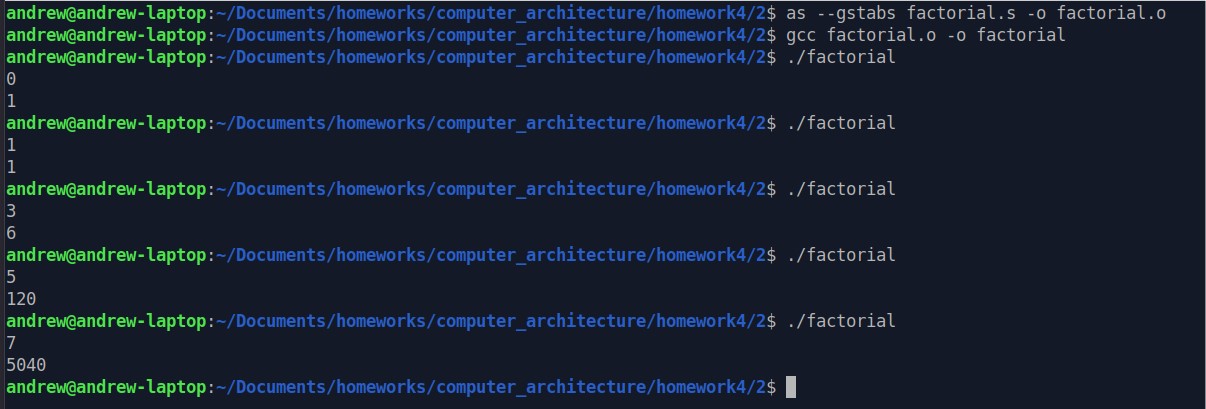 andrew@andrew-laptop:~/Documents/homeworks/computer_architecture/homework4/2$ as --gstabs factorial.s -o factorial.o
andrew@andrew-laptop:~/Documents/homeworks/computer_architecture/homework4/2$ gcc factorial.o -o factorial
andrew@andrew-laptop:~/Documents/homeworks/computer_architecture/homework4/2$ ./factorial
0
1
andrew@andrew-laptop:~/Documents/homeworks/computer_architecture/homework4/2$ ./factorial
1
1
andrew@andrew-laptop:~/Documents/homeworks/computer_architecture/homework4/2$ ./factorial
3
6
andrew@andrew-laptop:~/Documents/homeworks/computer_architecture/homework4/2$ ./factorial
5
120
andrew@andrew-laptop:~/Documents/homeworks/computer_architecture/homework4/2$ ./factorial
7
5040
andrew@andrew-laptop:~/Documents/homeworks/computer_architecture/homework4/2$